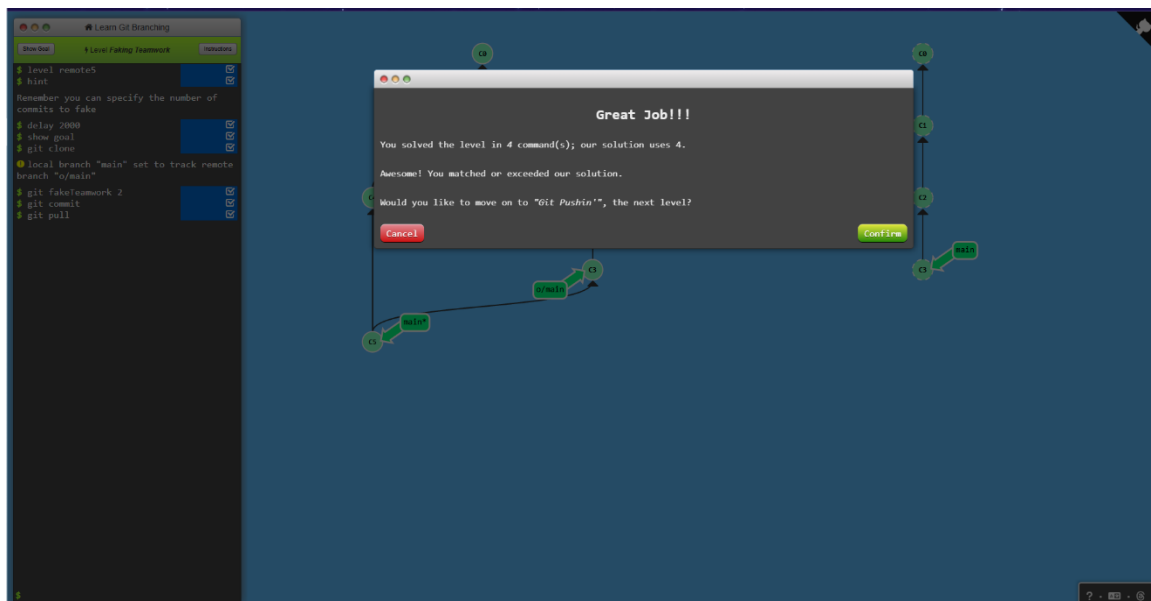 Learn Git Branching
Show Goal
Level Faking Teamwork
Instructions
$ level remote5
$ hint
Remember you can specify the number of
commits to fake
$ delay 2000
$ show goal
$ git clone
local branch "main" set to track remote
branch "o/main"
$ git fakeTeamwork 2
$ git commit
$ git pull
$
C0
Great Job!!!
You solved the level in 4 command(s); our solution uses 4.
Awesome! You matched or exceeded our solution.
Would you like to move on to "Git Pushin'", the next level?
Cancel
Confirm
C3
o/main
main*
C5
C0
C1
C2
main
C3
?